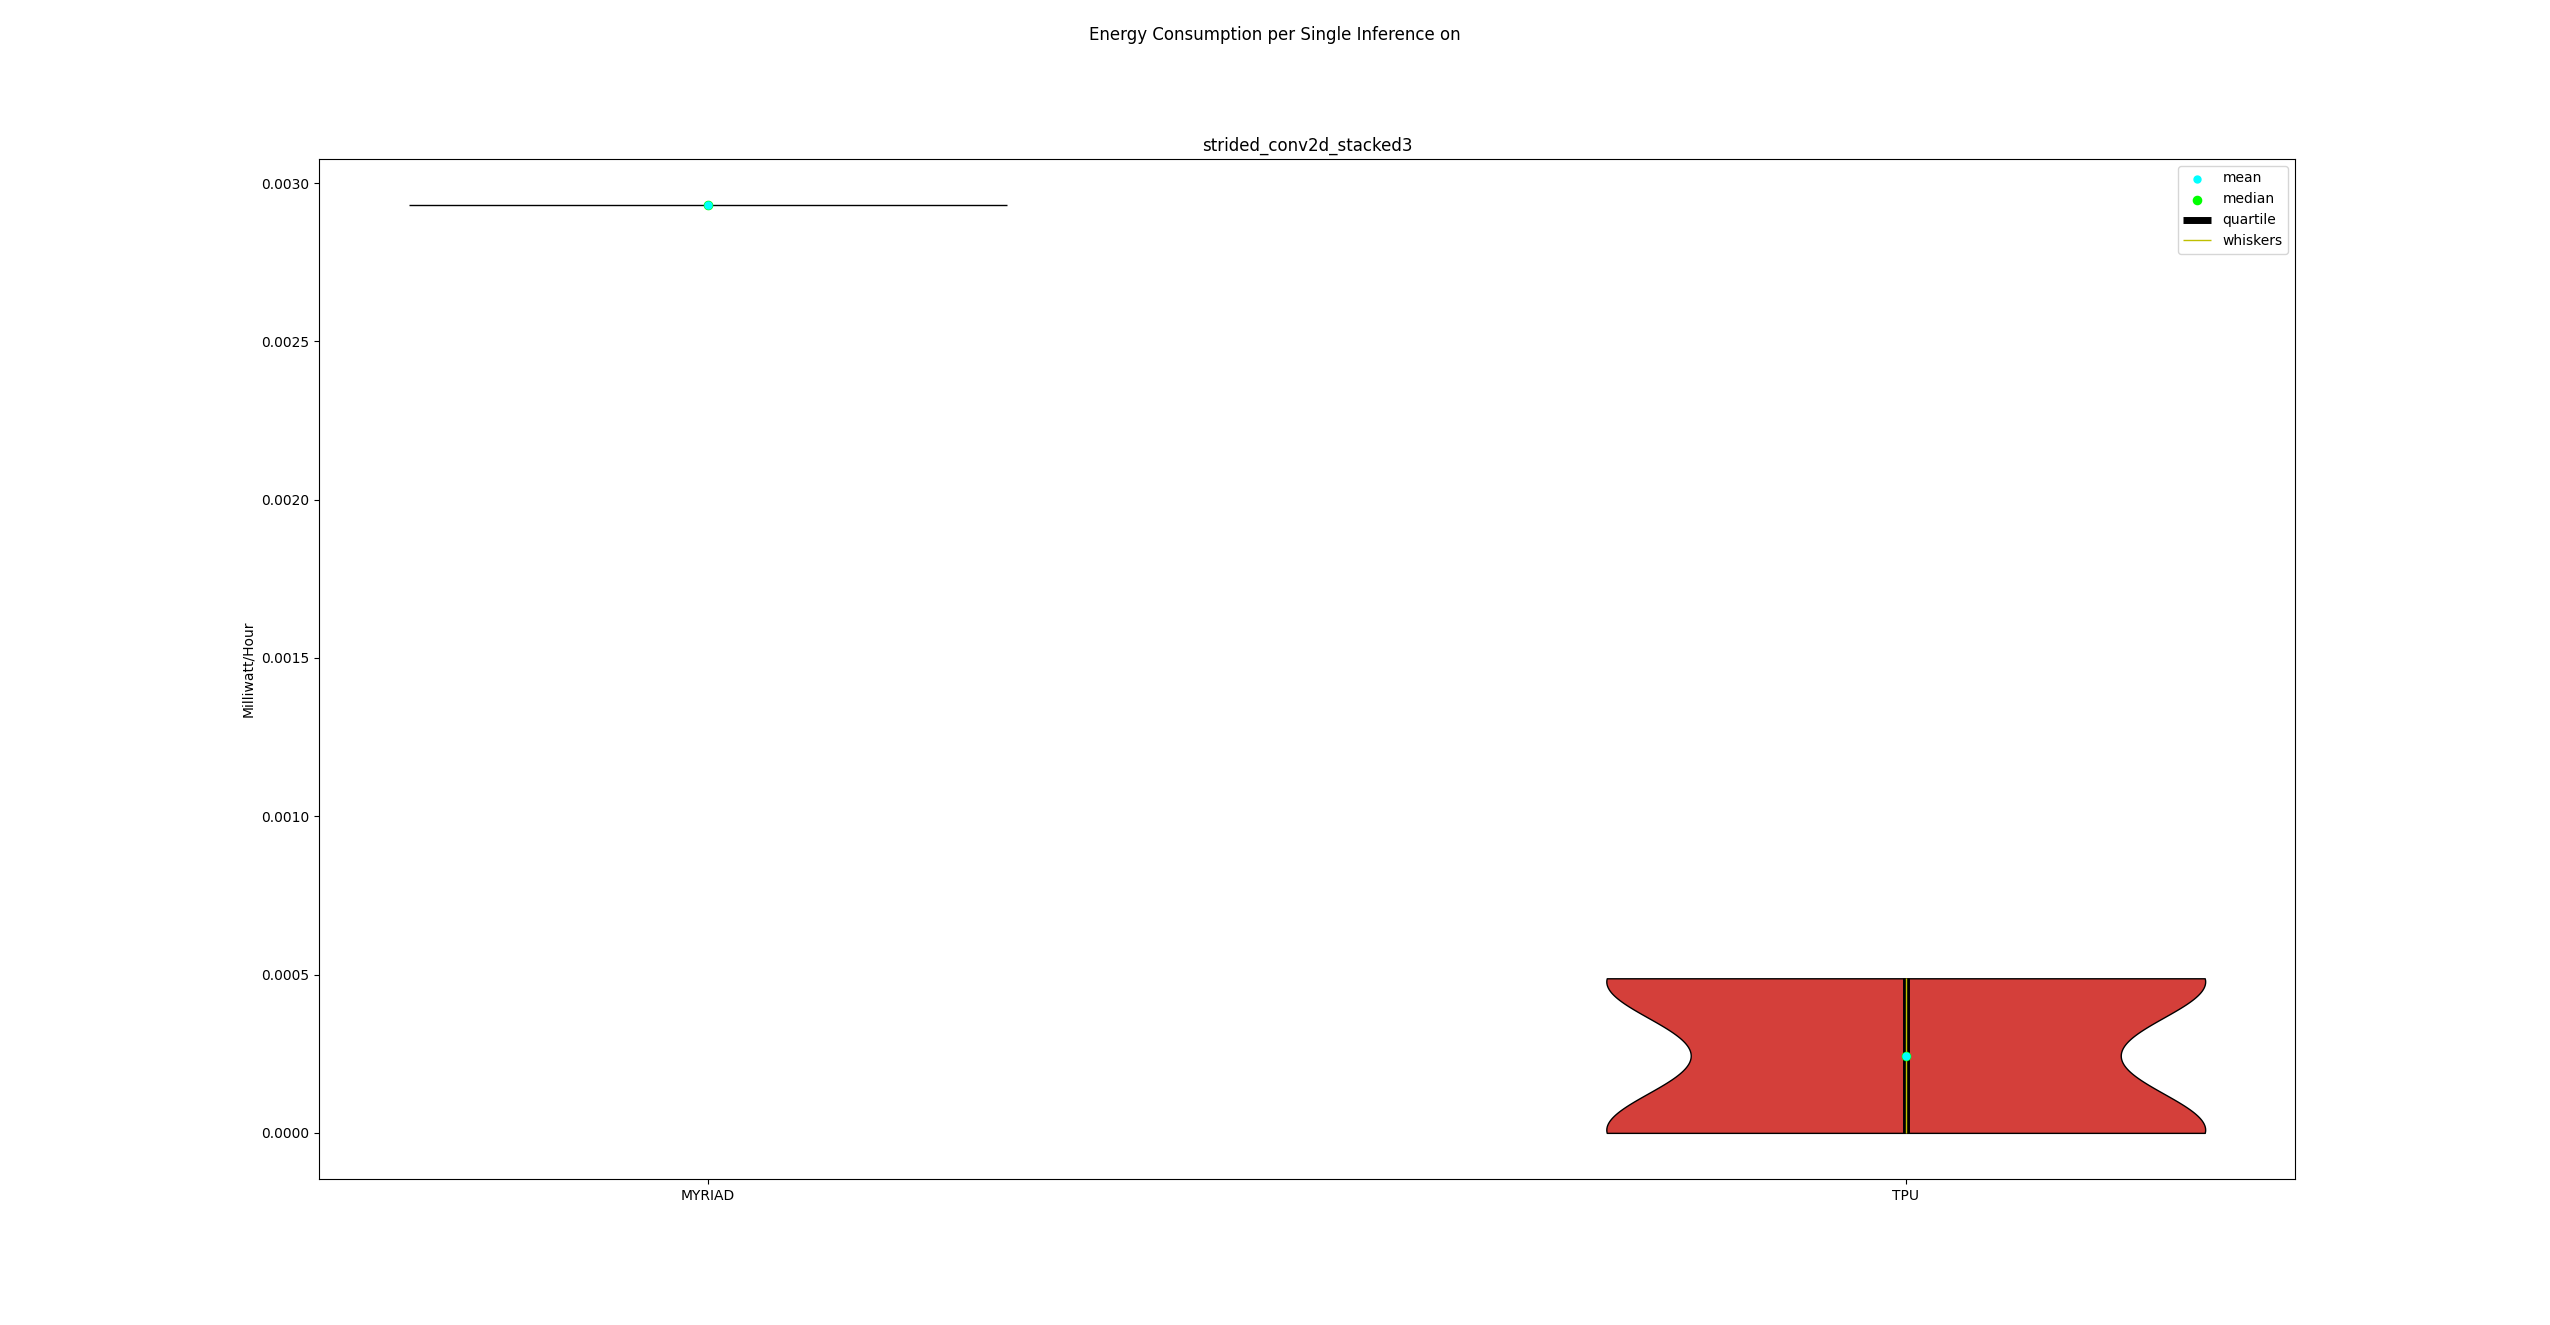 Energy Consumption per Single Inference on
strided_conv2d_stacked3
mean
median
quartile
whiskers
0.0030
0.0025
0.0020
0.0015
0.0010
0.0005
0.0000
Milliwatt/Hour
MYRIAD
TPU